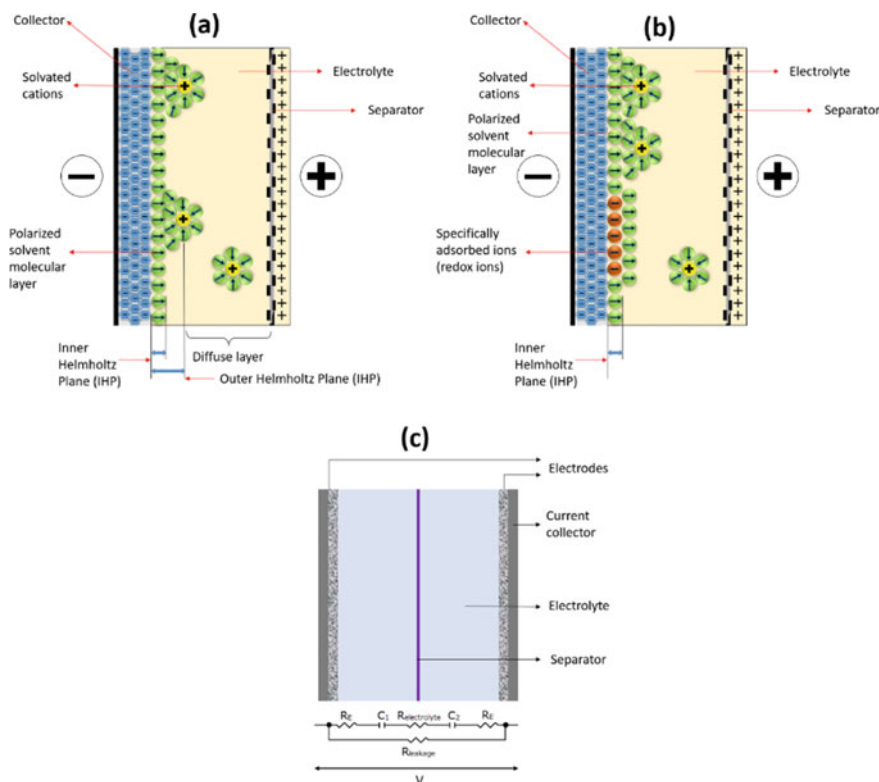 (a)
Collector
Solvated
cations
Electrolyte
Separator
Polarized
solvent
molecular
layer
Inner
Helmholtz
Plane (IHP)
Diffuse layer
Outer Helmholtz Plane (IHP)
(b)
Collector
Solvated
cations
Polarized
solvent
molecular
layer
Electrolyte
Separator
Specifically
adsorbed ions
(redox ions)
Inner
Helmholtz
Plane (IHP)
(c)
Electrodes
Current
collector
Electrolyte
Separator
RE C1 Relectrolyte C2 RE
Rleakage
V